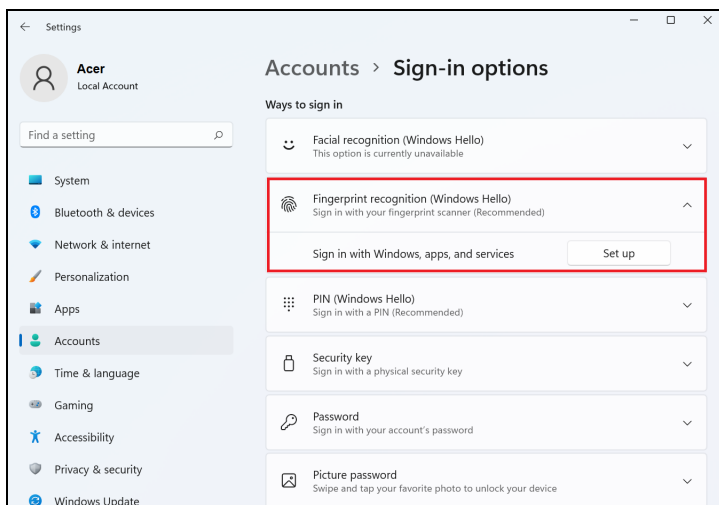 Settings
Acer
Local Account
Find a setting
System
Bluetooth & devices
Network & internet
Personalization
Apps
Accounts
Time & language
Gaming
Accessibility
Privacy & security
Windows Update
Accounts > Sign-in options
Ways to sign in
Facial recognition (Windows Hello)
This option is currently unavailable
Fingerprint recognition (Windows Hello)
Sign in with your fingerprint scanner (Recommended)
Sign in with Windows, apps, and services
Set up
PIN (Windows Hello)
Sign in with a PIN (Recommended)
Security key
Sign in with a physical security key
Password
Sign in with your account's password
Picture password
Swipe and tap your favorite photo to unlock your device